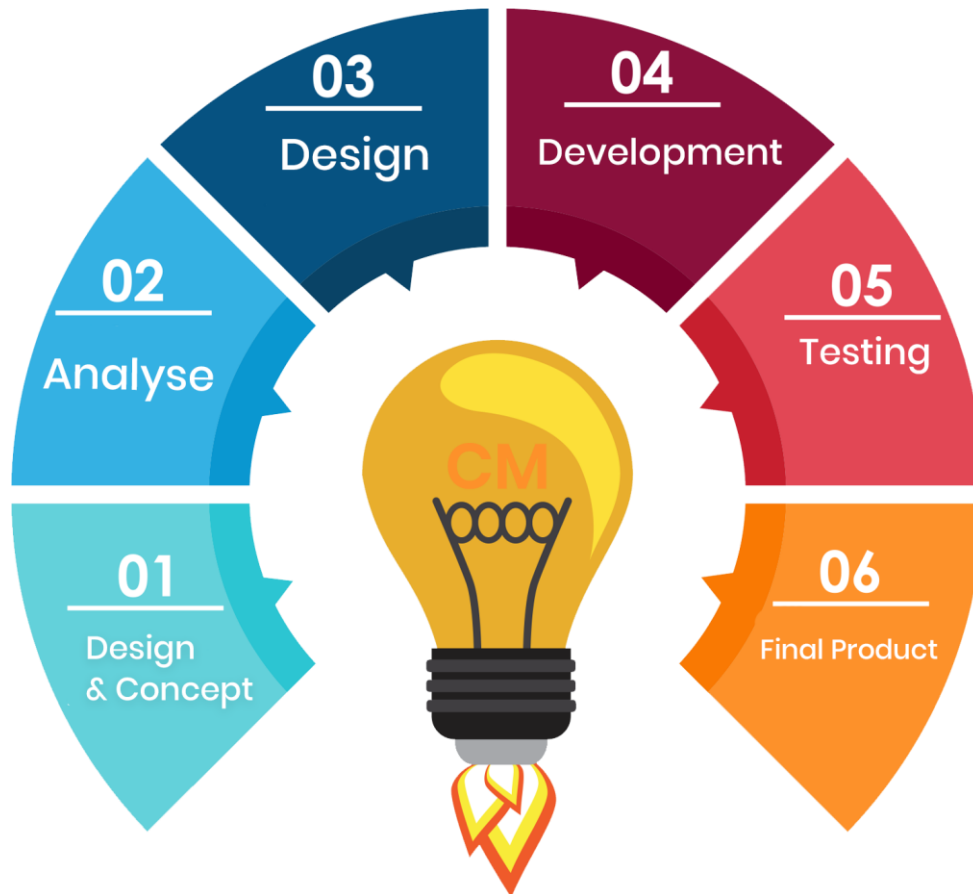 01
Design
& Concept
02
Analyse
03
Design
04
Development
05
Testing
06
Final Product
CM